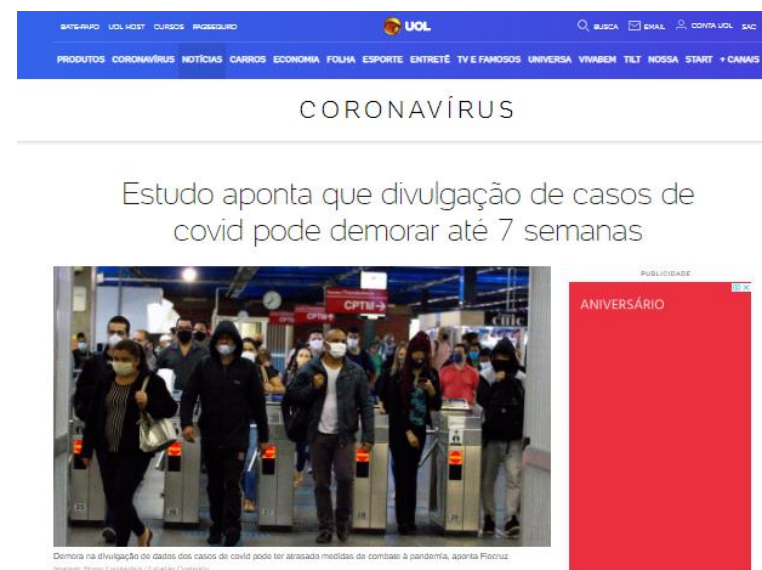 BATE-PAPO UOL HOST CURSOS PAGSEGURO UOL BUSCA EMAIL CONTA UOL SAC
PRODUTOS CORONAVÍRUS NOTÍCIAS CARROS ECONOMIA FOLHA ESPORTE ENTRETÊ TV E FAMOSOS UNIVERSA VIVABEM TILT NOSSA START + CANAIS
CORONAVÍRUS
Estudo aponta que divulgação de casos de
covid pode demorar até 7 semanas
PUBLICIDADE
ANIVERSÁRIO
CPTM
CPTM
Demora na divulgação de dados dos casos de covid pode ter atrasado medidas de combate à pandemia, aponta Fiocruz